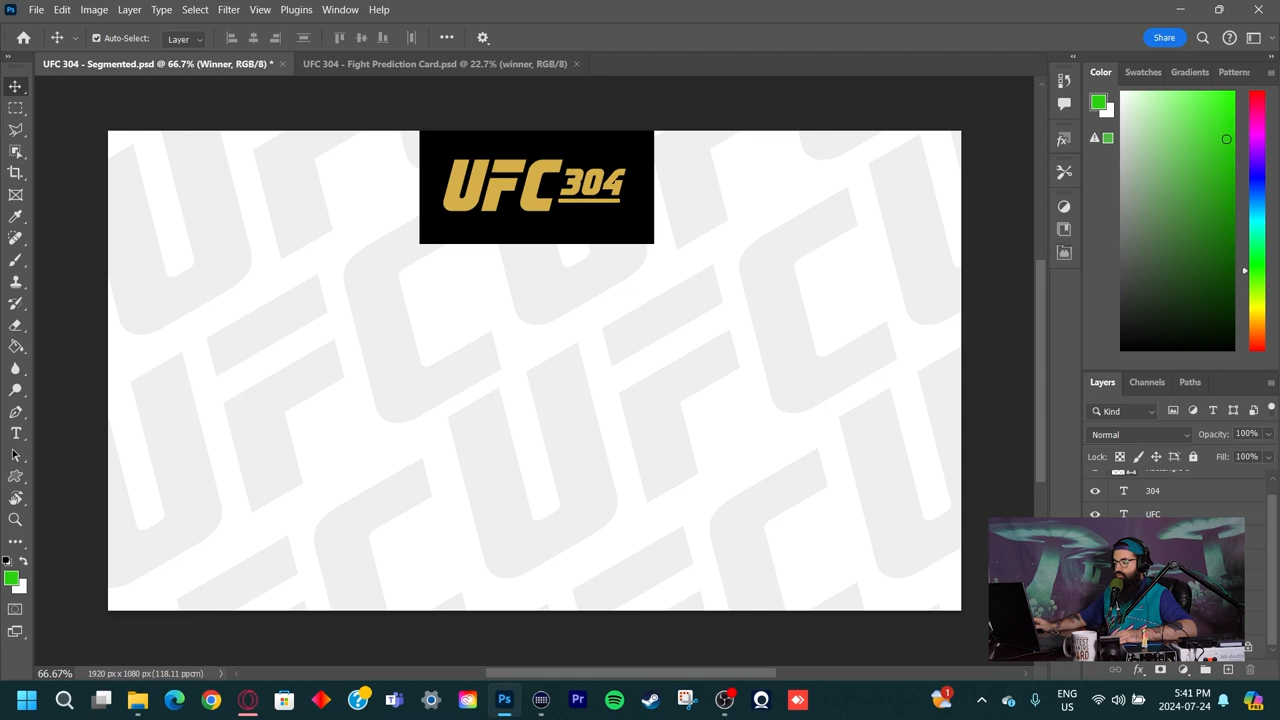 Ps File Edit Image Layer Type Select Filter View Plugins Window Help
Auto-Select: Layer Share
UFC 304 - Segmented.psd @ 66.7% (Winner, RGB/8) * UFC 304 - Fight Prediction Card.psd @ 22.7% (winner, RGB/8)
Color Swatches Gradients Patterns
UFC 304
Layers Channels Paths
Kind
Normal Opacity: 100%
Lock: Fill: 100%
304
UFC
66.67% 1920 px x 1080 px (118.11 ppcm)
ENG
US
5:41 PM
2024-07-24